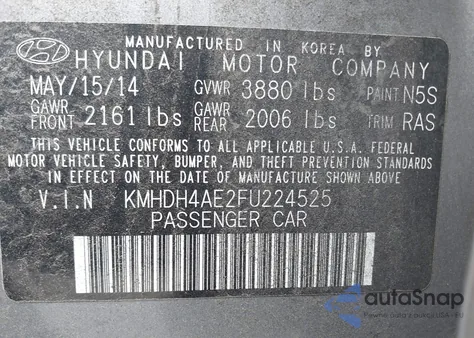 MANUFACTURED IN KOREA BY
HYUNDAI MOTOR COMPANY
MAY/15/14 GVWR 3880 lbs PAINT N5S
GAWR FRONT 2161 lbs GAWR REAR 2006 lbs TRIM RAS
THIS VEHICLE CONFORMS TO ALL APPLICABLE U.S.A. FEDERAL
MOTOR VEHICLE SAFETY, BUMPER, AND THEFT PREVENTION STANDARDS
IN EFFECT ON THE DATE OF MANUFACTURE SHOWN ABOVE.
V.I.N KMHDH4AE2FU224525
PASSENGER CAR
autaSnap